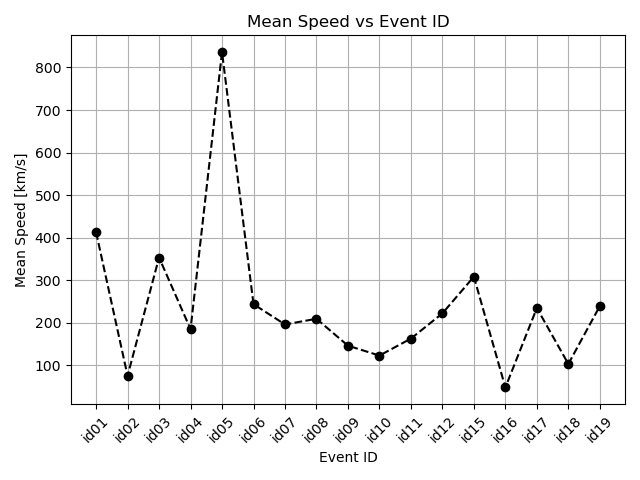 Mean Speed vs Event ID
Mean Speed [km/s]
800
700
600
500
400
300
200
100
id01 id02 id03 id04 id05 id06 id07 id08 id09 id10 id11 id12 id15 id16 id17 id18 id19
Event ID